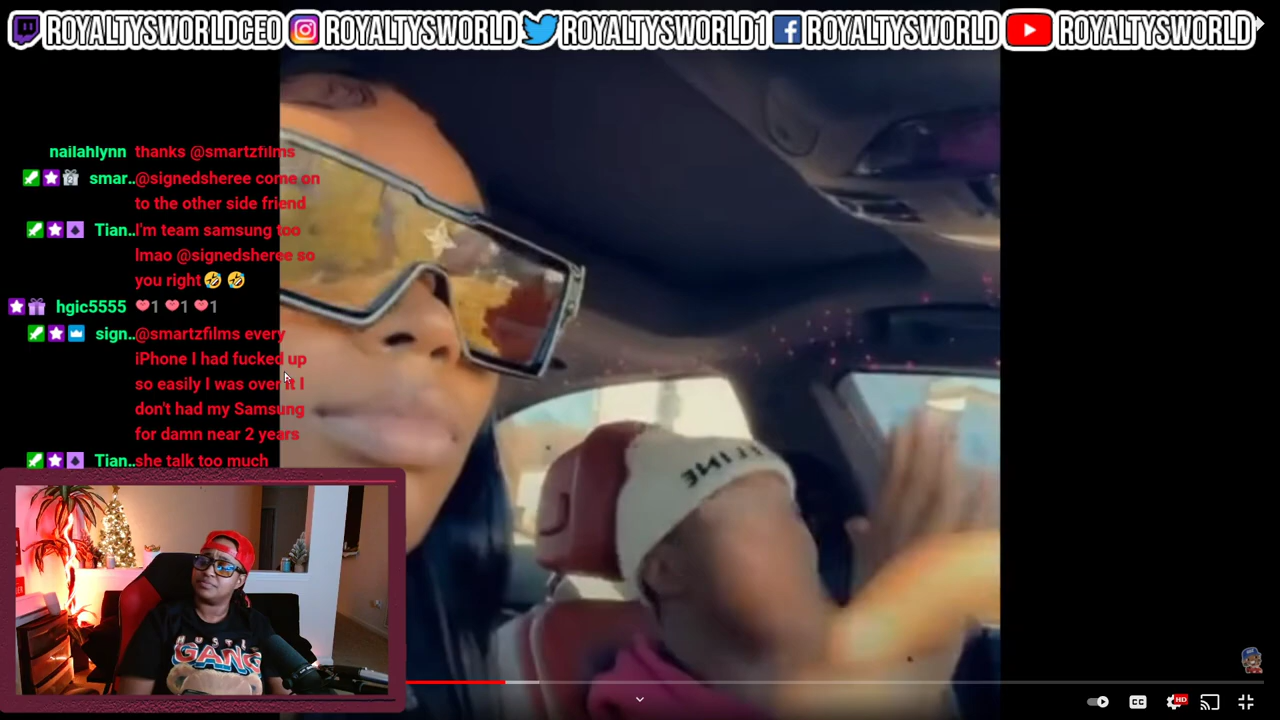 ROYALTYSWORLDCEO ROYALTYSWORLD ROYALTYSWORLD1 ROYALTYSWORLD ROYALTYSWORLD
nailahlynn thanks @smartzfilms
smar.. @signedsheree come on
to the other side friend
Tian.. I'm team samsung too
lmao @signedsheree so
you right🤣 🤣
hgic5555 1 1 1
sign.. @smartzfilms every
iPhone I had fucked up
so easily I was over it I
don't had my Samsung
for damn near 2 years
Tian.. she talk too much
HUSTLE
GANG
CC
HD